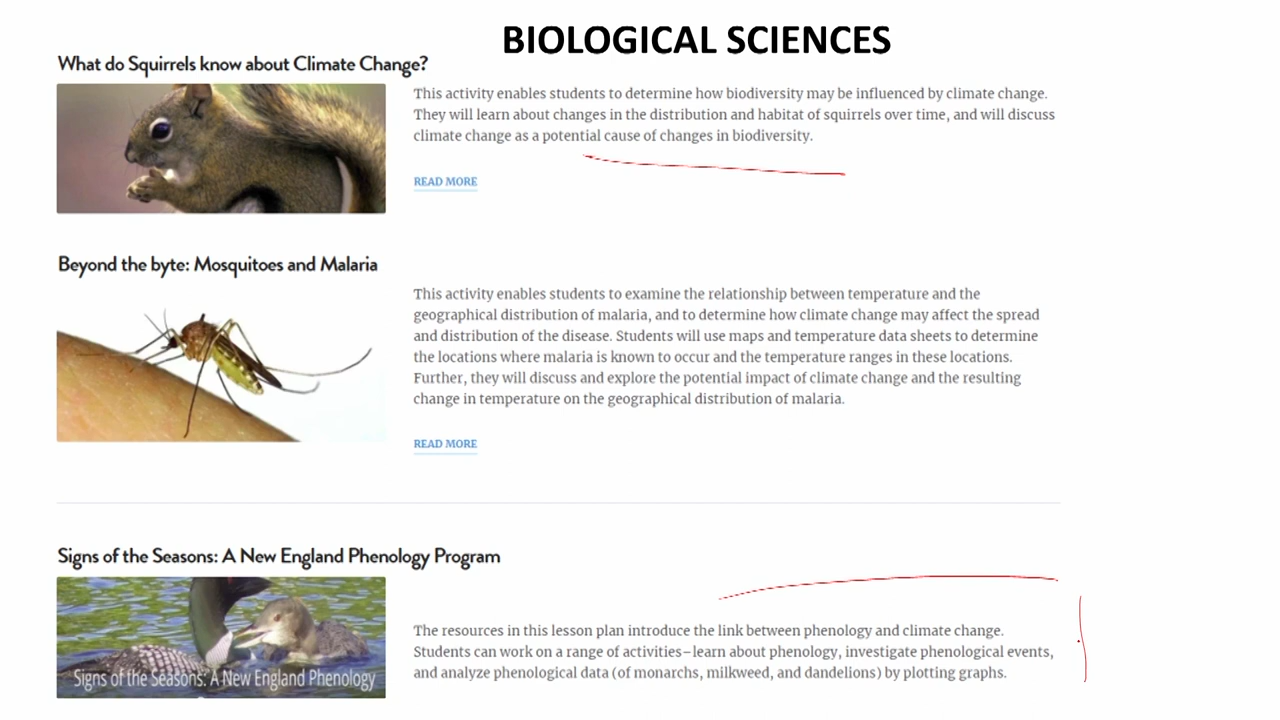 BIOLOGICAL SCIENCES
What do Squirrels know about Climate Change?
This activity enables students to determine how biodiversity may be influenced by climate change.
They will learn about changes in the distribution and habitat of squirrels over time, and will discuss
climate change as a potential cause of changes in biodiversity.
READ MORE
Beyond the byte: Mosquitoes and Malaria
This activity enables students to examine the relationship between temperature and the
geographical distribution of malaria, and to determine how climate change may affect the spread
and distribution of the disease. Students will use maps and temperature data sheets to determine
the locations where malaria is known to occur and the temperature ranges in these locations.
Further, they will discuss and explore the potential impact of climate change and the resulting
change in temperature on the geographical distribution of malaria.
READ MORE
Signs of the Seasons: A New England Phenology Program
Signs of the Seasons: A New England Phenology
The resources in this lesson plan introduce the link between phenology and climate change.
Students can work on a range of activities–learn about phenology, investigate phenological events,
and analyze phenological data (of monarchs, milkweed, and dandelions) by plotting graphs.